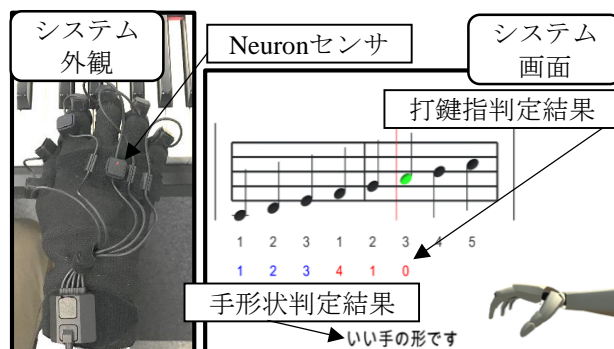 システム
外観
Neuronセンサ
システム
画面
打鍵指判定結果
1 2 3 1 2 3 4 5
1 2 3 4 1 0
手形状判定結果
いい手の形です